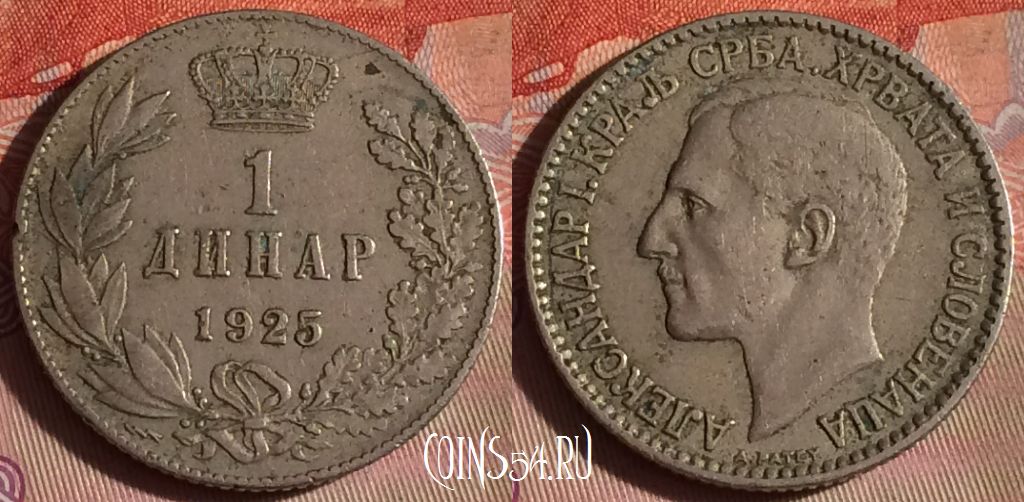 1
ДИНАР
1925
АЛЕКСАНДАР I. КРАЉ СРБА, ХРВАТА И СЛОВЕНАЦА
COINS54.RU